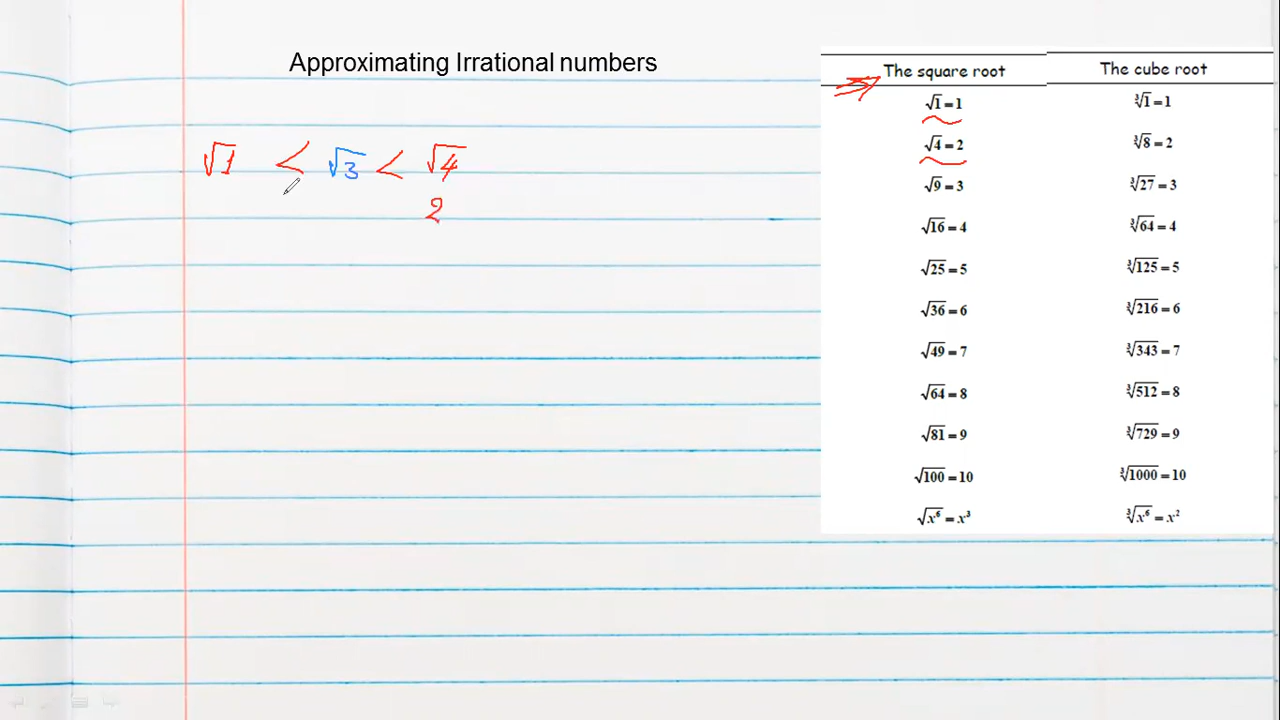 Approximating Irrational numbers
√1 < √3 < √4
2
The square root The cube root
√1 = 1 ∛1 = 1
√4 = 2 ∛8 = 2
√9 = 3 ∛27 = 3
√16 = 4 ∛64 = 4
√25 = 5 ∛125 = 5
√36 = 6 ∛216 = 6
√49 = 7 ∛343 = 7
√64 = 8 ∛512 = 8
√81 = 9 ∛729 = 9
√100 = 10 ∛1000 = 10
√x⁶ = x³ ∛x⁶ = x²